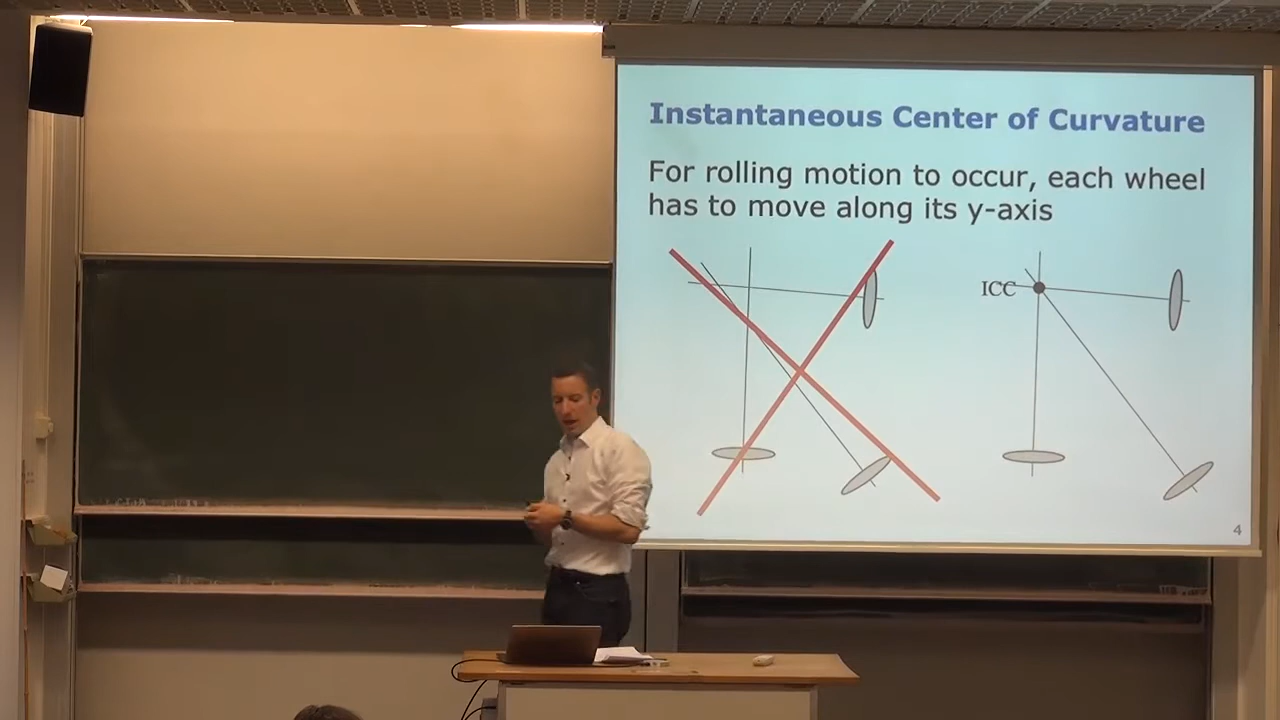 Instantaneous Center of Curvature
For rolling motion to occur, each wheel
has to move along its y-axis
ICC
4